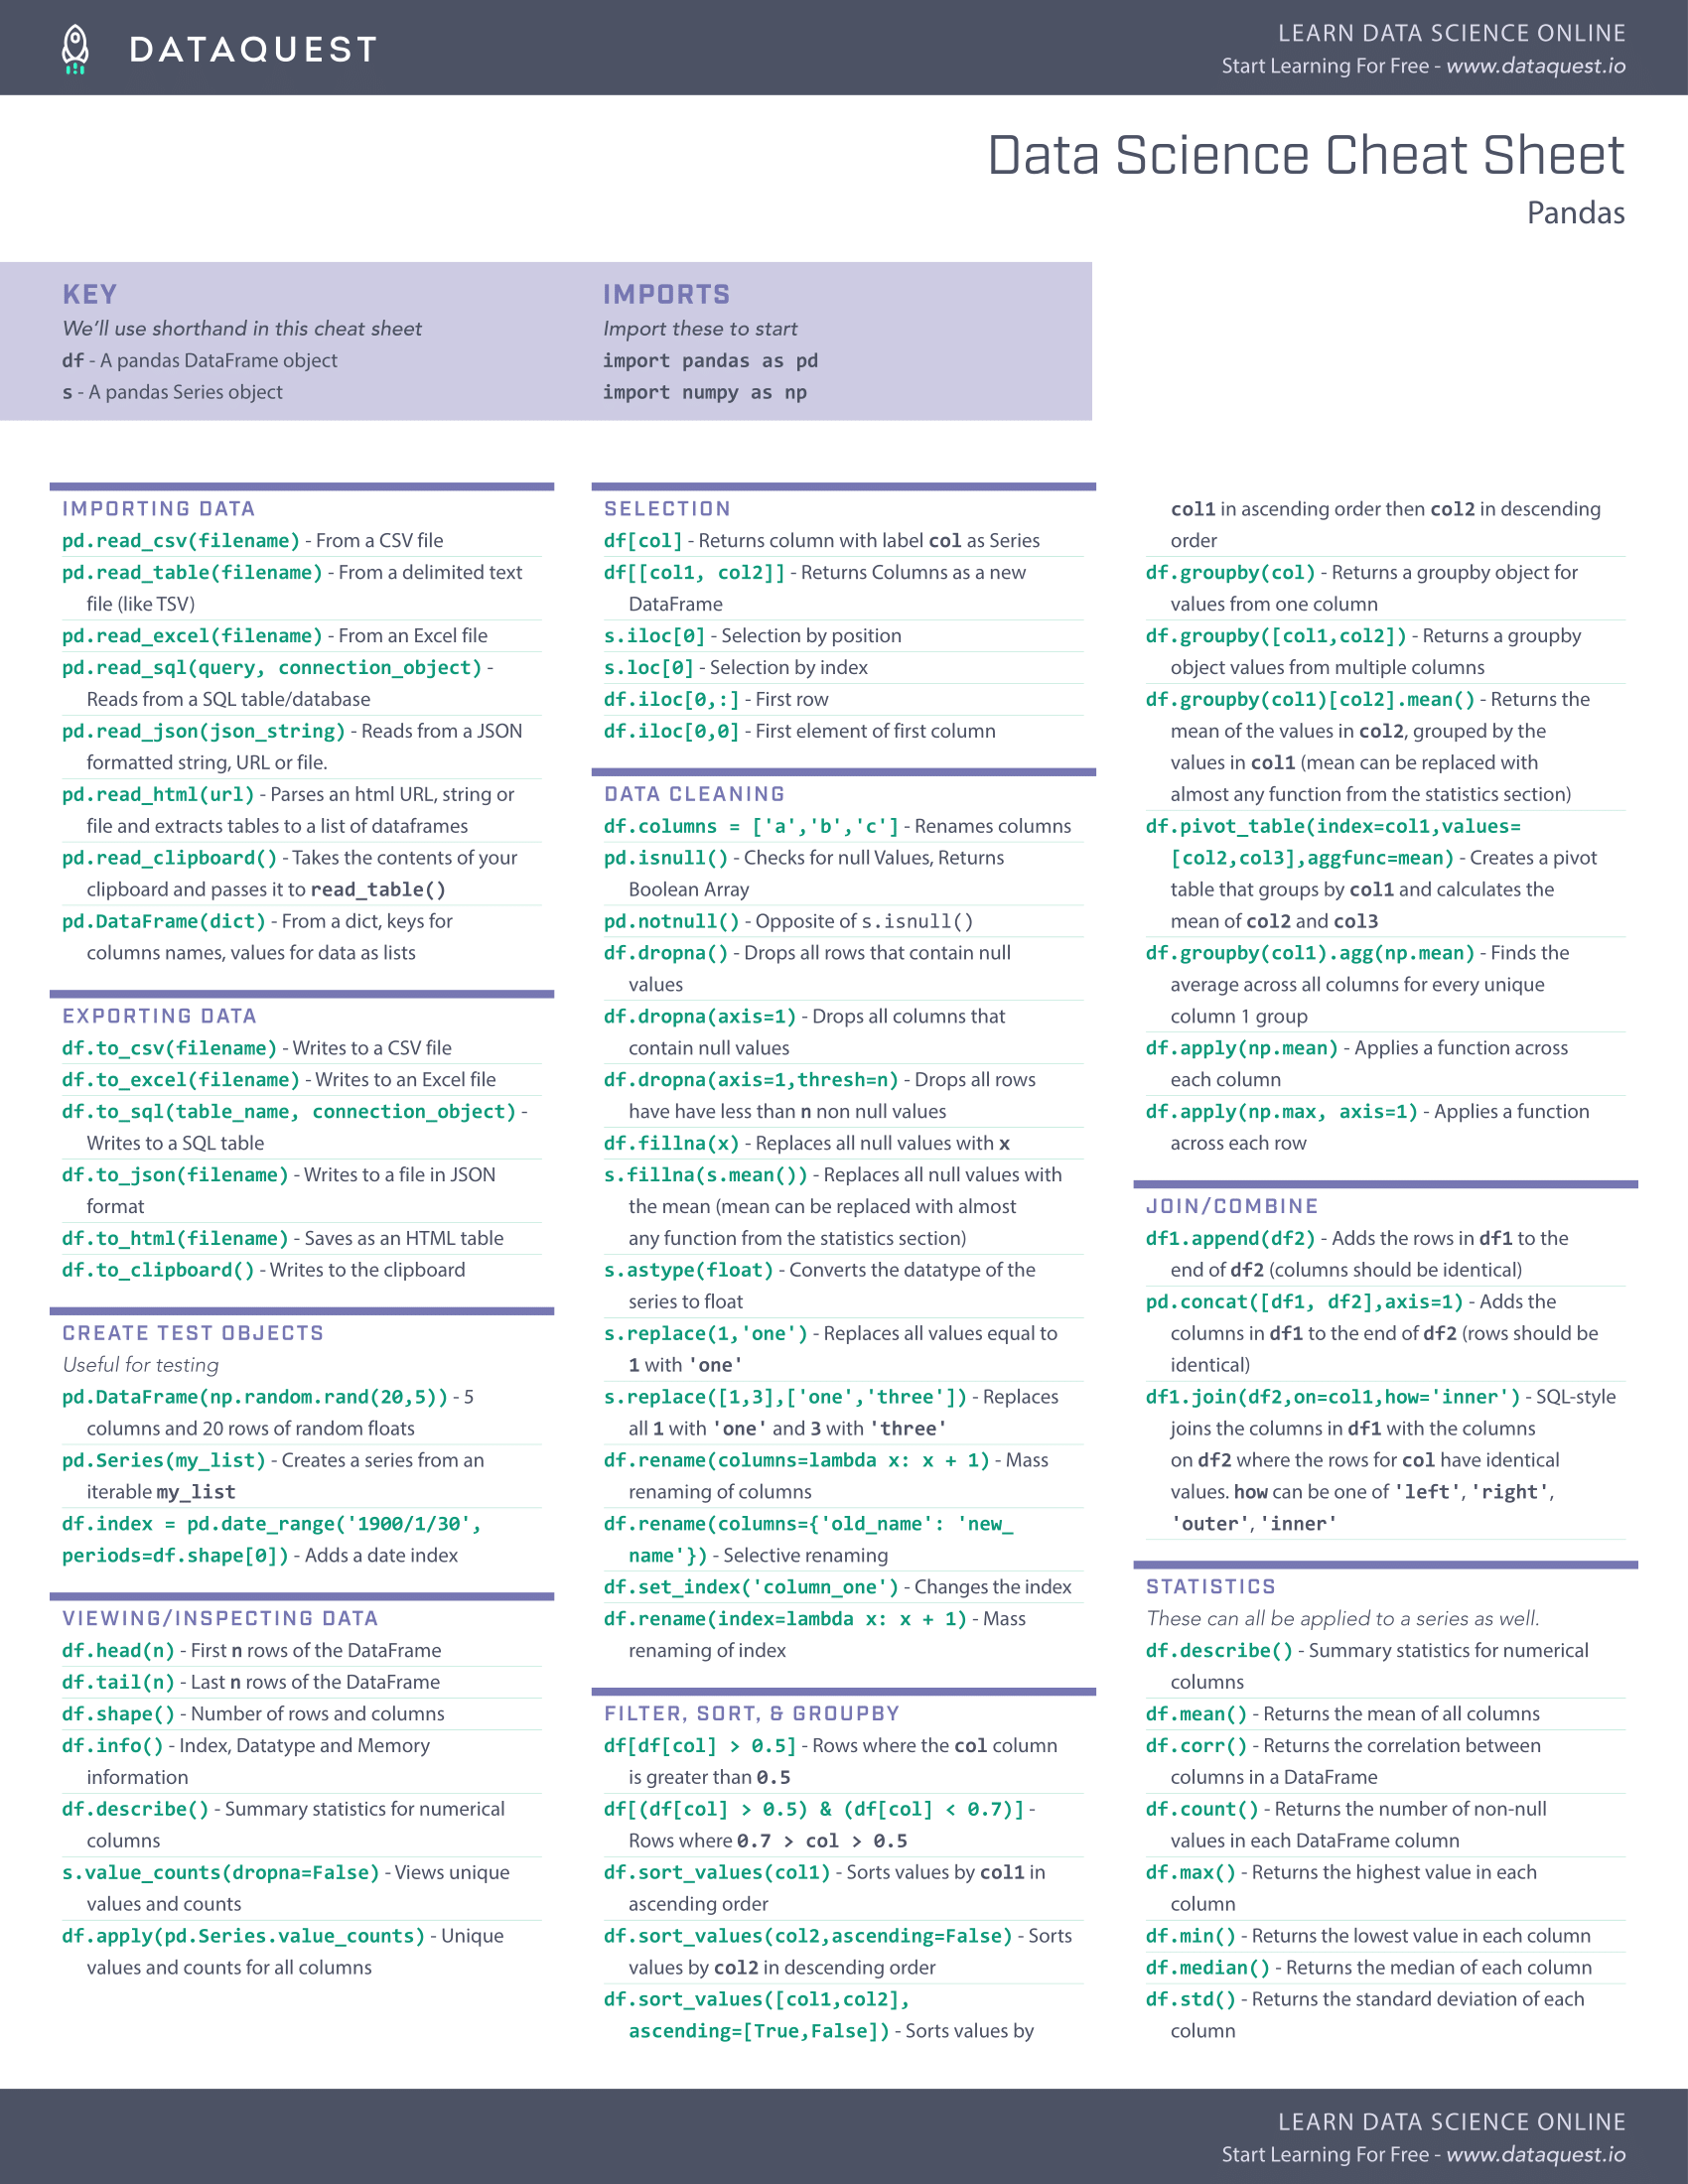 DATAQUEST
LEARN DATA SCIENCE ONLINE
Start Learning For Free - www.dataquest.io
Data Science Cheat Sheet
Pandas
KEY
We'll use shorthand in this cheat sheet
df - A pandas DataFrame object
s - A pandas Series object
IMPORTS
Import these to start
import pandas as pd
import numpy as np
IMPORTING DATA
pd.read_csv(filename) - From a CSV file
pd.read_table(filename) - From a delimited text
file (like TSV)
pd.read_excel(filename) - From an Excel file
pd.read_sql(query, connection_object) -
Reads from a SQL table/database
pd.read_json(json_string) - Reads from a JSON
formatted string, URL or file.
pd.read_html(url) - Parses an html URL, string or
file and extracts tables to a list of dataframes
pd.read_clipboard() - Takes the contents of your
clipboard and passes it to read_table()
pd.DataFrame(dict) - From a dict, keys for
columns names, values for data as lists
EXPORTING DATA
df.to_csv(filename) - Writes to a CSV file
df.to_excel(filename) - Writes to an Excel file
df.to_sql(table_name, connection_object) -
Writes to a SQL table
df.to_json(filename) - Writes to a file in JSON
format
df.to_html(filename) - Saves as an HTML table
df.to_clipboard() - Writes to the clipboard
CREATE TEST OBJECTS
Useful for testing
pd.DataFrame(np.random.rand(20,5)) - 5
columns and 20 rows of random floats
pd.Series(my_list) - Creates a series from an
iterable my_list
df.index = pd.date_range('1900/1/30',
periods=df.shape[0]) - Adds a date index
VIEWING/INSPECTING DATA
df.head(n) - First n rows of the DataFrame
df.tail(n) - Last n rows of the DataFrame
df.shape() - Number of rows and columns
df.info() - Index, Datatype and Memory
information
df.describe() - Summary statistics for numerical
columns
s.value_counts(dropna=False) - Views unique
values and counts
df.apply(pd.Series.value_counts) - Unique
values and counts for all columns
SELECTION
df[col] - Returns column with label col as Series
df[[col1, col2]] - Returns Columns as a new
DataFrame
s.iloc[0] - Selection by position
s.loc[0] - Selection by index
df.iloc[0,:] - First row
df.iloc[0,0] - First element of first column
DATA CLEANING
df.columns = ['a','b','c'] - Renames columns
pd.isnull() - Checks for null Values, Returns
Boolean Array
pd.notnull() - Opposite of s.isnull()
df.dropna() - Drops all rows that contain null
values
df.dropna(axis=1) - Drops all columns that
contain null values
df.dropna(axis=1,thresh=n) - Drops all rows
have have less than n non null values
df.fillna(x) - Replaces all null values with x
s.fillna(s.mean()) - Replaces all null values with
the mean (mean can be replaced with almost
any function from the statistics section)
s.astype(float) - Converts the datatype of the
series to float
s.replace(1,'one') - Replaces all values equal to
1 with 'one'
s.replace([1,3],['one','three']) - Replaces
all 1 with 'one' and 3 with 'three'
df.rename(columns=lambda x: x + 1) - Mass
renaming of columns
df.rename(columns={'old_name': 'new_
name'}) - Selective renaming
df.set_index('column_one') - Changes the index
df.rename(index=lambda x: x + 1) - Mass
renaming of index
FILTER, SORT, & GROUPBY
df[df[col] > 0.5] - Rows where the col column
is greater than 0.5
df[(df[col] > 0.5) & (df[col] < 0.7)] -
Rows where 0.7 > col > 0.5
df.sort_values(col1) - Sorts values by col1 in
ascending order
df.sort_values(col2,ascending=False) - Sorts
values by col2 in descending order
df.sort_values([col1,col2],
ascending=[True,False]) - Sorts values by
col1 in ascending order then col2 in descending
order
df.groupby(col) - Returns a groupby object for
values from one column
df.groupby([col1,col2]) - Returns a groupby
object values from multiple columns
df.groupby(col1)[col2].mean() - Returns the
mean of the values in col2, grouped by the
values in col1 (mean can be replaced with
almost any function from the statistics section)
df.pivot_table(index=col1,values=
[col2,col3],aggfunc=mean) - Creates a pivot
table that groups by col1 and calculates the
mean of col2 and col3
df.groupby(col1).agg(np.mean) - Finds the
average across all columns for every unique
column 1 group
df.apply(np.mean) - Applies a function across
each column
df.apply(np.max, axis=1) - Applies a function
across each row
JOIN/COMBINE
df1.append(df2) - Adds the rows in df1 to the
end of df2 (columns should be identical)
pd.concat([df1, df2],axis=1) - Adds the
columns in df1 to the end of df2 (rows should be
identical)
df1.join(df2,on=col1,how='inner') - SQL-style
joins the columns in df1 with the columns
on df2 where the rows for col have identical
values. how can be one of 'left', 'right',
'outer', 'inner'
STATISTICS
These can all be applied to a series as well.
df.describe() - Summary statistics for numerical
columns
df.mean() - Returns the mean of all columns
df.corr() - Returns the correlation between
columns in a DataFrame
df.count() - Returns the number of non-null
values in each DataFrame column
df.max() - Returns the highest value in each
column
df.min() - Returns the lowest value in each column
df.median() - Returns the median of each column
df.std() - Returns the standard deviation of each
column
LEARN DATA SCIENCE ONLINE
Start Learning For Free - www.dataquest.io